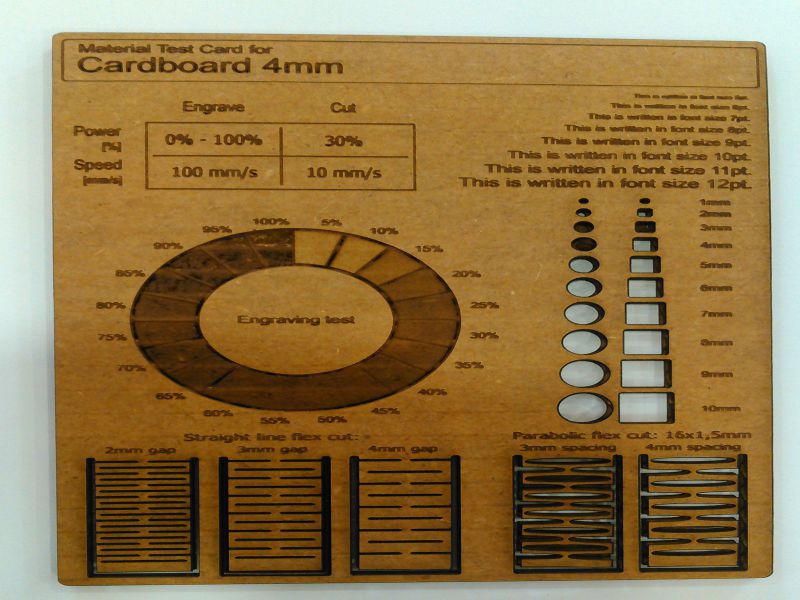 Material Test Card for
Cardboard 4mm
Engrave Cut
Power [%] 0% - 100% 30%
Speed [mm/s] 100 mm/s 10 mm/s
This is written in font size 7pt.
This is written in font size 8pt.
This is written in font size 9pt.
This is written in font size 10pt.
This is written in font size 11pt.
This is written in font size 12pt.
1mm
2mm
3mm
4mm
5mm
6mm
7mm
8mm
9mm
10mm
100% 5%
95% 10%
90% 15%
85% 20%
80% 25%
75% 30%
70% 35%
65% 40%
60% 55% 50% 45%
Engraving test
Straight line flex cut:
2mm gap 3mm gap 4mm gap
Parabolic flex cut: 16x1,5mm
3mm spacing 4mm spacing